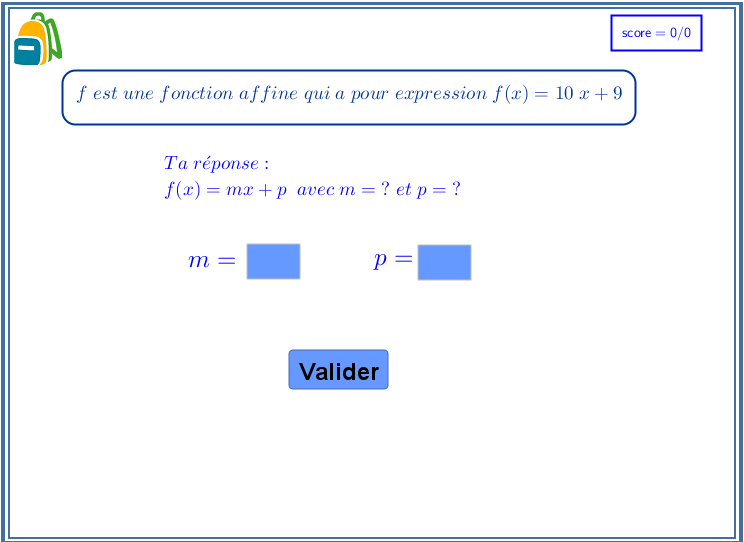 score = 0/0
f est une fonction affine qui a pour expression f(x) = 10 x + 9
Ta réponse :
f(x) = mx + p avec m = ? et p = ?
m = p =
Valider